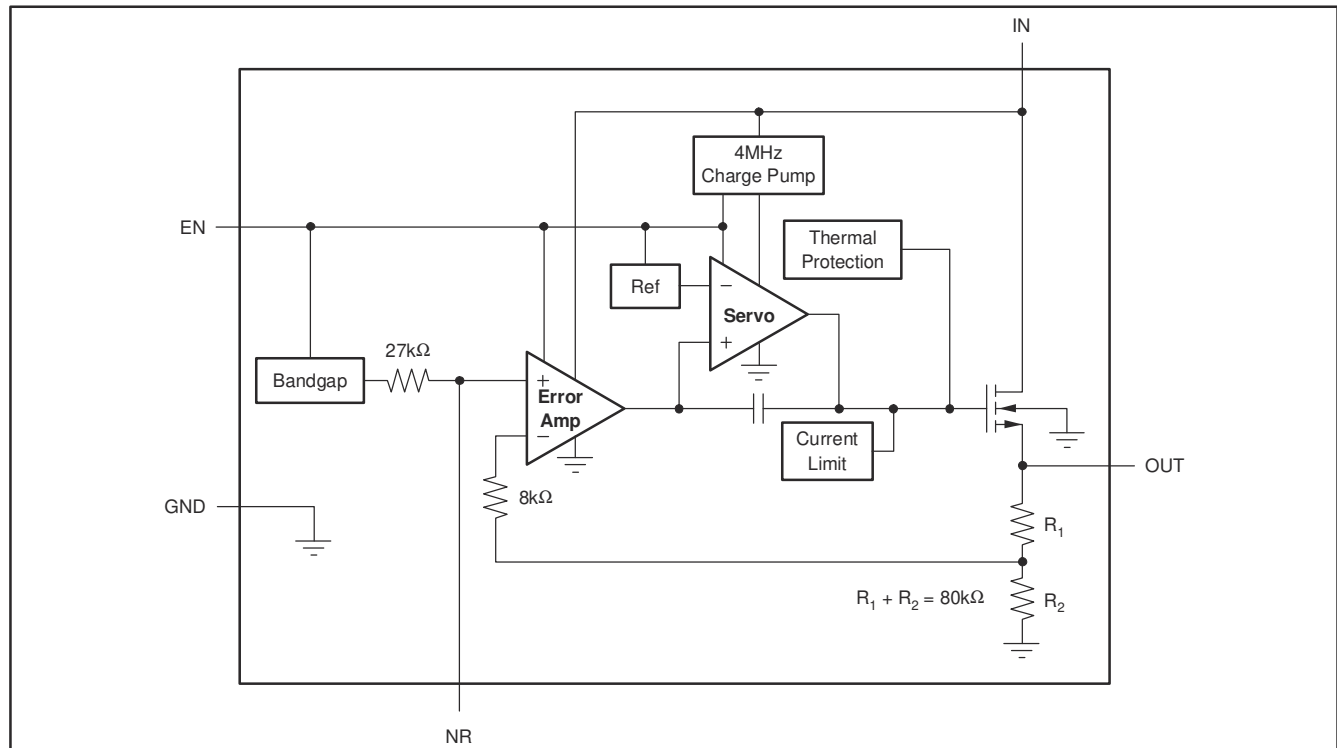 IN
4MHz
Charge Pump
EN
Thermal
Protection
Ref
−
Servo
+
27kΩ
Bandgap
+
Error
Amp
−
Current
Limit
OUT
8kΩ
GND
R1
R1 + R2 = 80kΩ
R2
NR